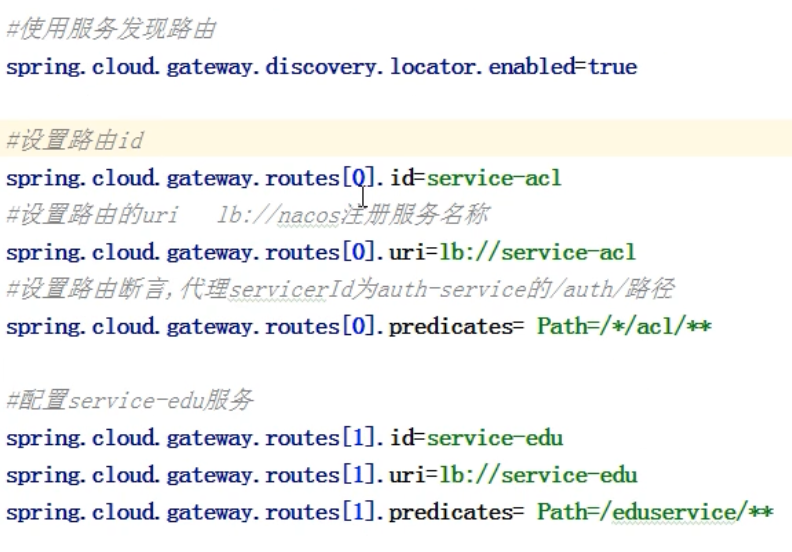 #使用服务发现路由
spring.cloud.gateway.discovery.locator.enabled=true
#设置路由id
spring.cloud.gateway.routes[0].id=service-acl
#设置路由的uri   lb://nacos注册服务名称
spring.cloud.gateway.routes[0].uri=lb://service-acl
#设置路由断言,代理servicerId为auth-service的/auth/路径
spring.cloud.gateway.routes[0].predicates= Path=/*/acl/**
#配置service-edu服务
spring.cloud.gateway.routes[1].id=service-edu
spring.cloud.gateway.routes[1].uri=lb://service-edu
spring.cloud.gateway.routes[1].predicates= Path=/eduservice/**